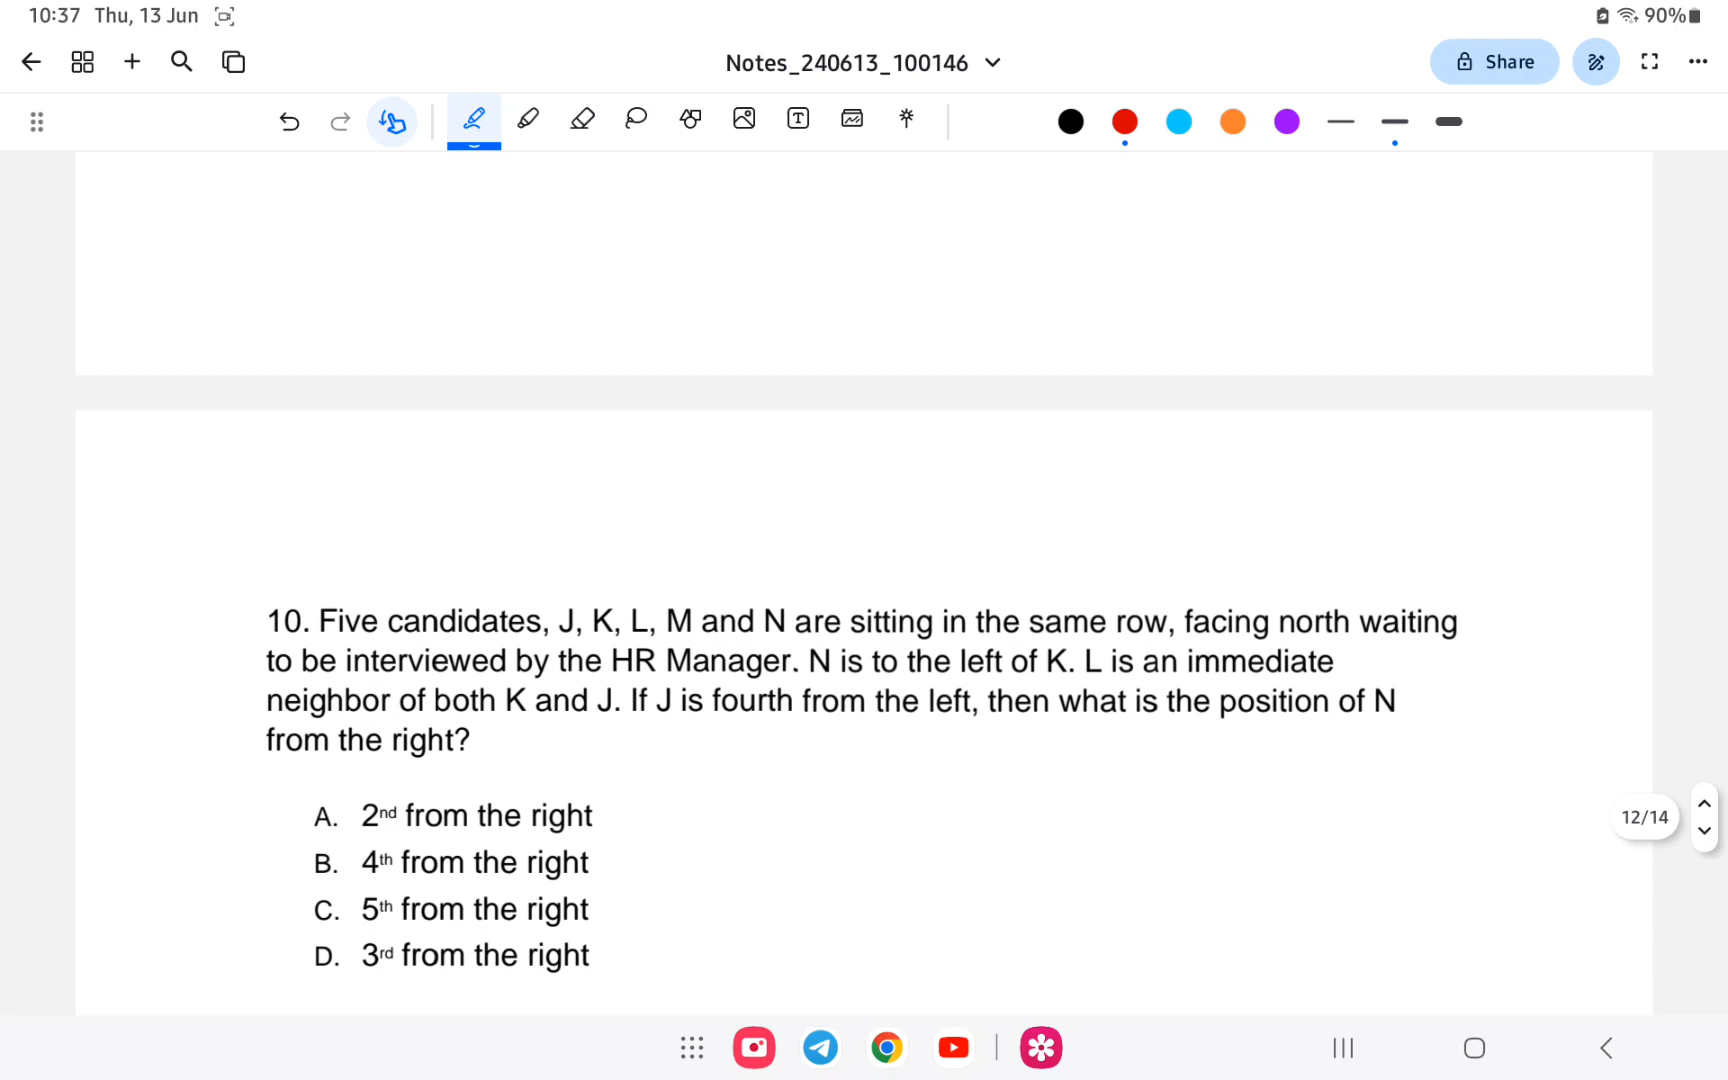 10:37 Thu, 13 Jun
90%
Notes_240613_100146
Share
10. Five candidates, J, K, L, M and N are sitting in the same row, facing north waiting
to be interviewed by the HR Manager. N is to the left of K. L is an immediate
neighbor of both K and J. If J is fourth from the left, then what is the position of N
from the right?
A. 2nd from the right
B. 4th from the right
C. 5th from the right
D. 3rd from the right
12/14